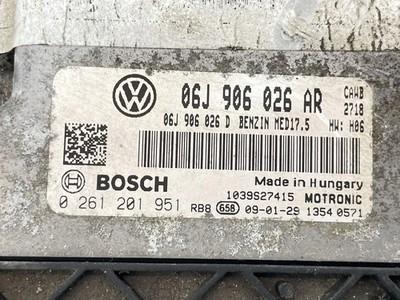 06J 906 026 AR
CAWB
2718
06J 906 026 D BENZIN MED17.5 HW: H06
BOSCH
Made in Hungary
1039S27415 MOTRONIC
0 261 201 951 RB8 658 09-01-29 1354 0571